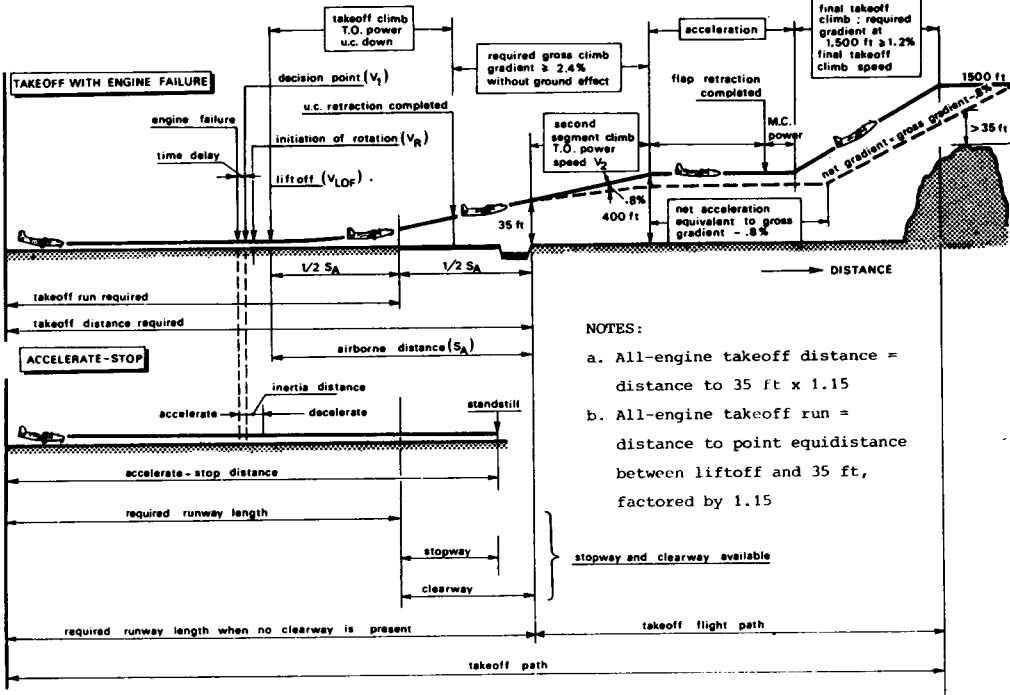 takeoff climb
T.O. power
u.c. down
required gross climb
gradient ≥ 2.4%
without ground effect
acceleration
final takeoff
climb : required
gradient at
1,500 ft ≥1.2%
final takeoff
climb speed
TAKEOFF WITH ENGINE FAILURE
decision point (V1)
flap retraction
completed
1500 ft
u.c. retraction completed
M.C.
power
engine failure
initiation of rotation (VR)
second
segment climb
T.O. power
speed V2
net gradient = gross gradient -.8%
>35 ft
time delay
liftoff (VLOF) .
.8%
400 ft
35 ft
net acceleration
equivalent to gross
gradient - .8%
1/2 SA
1/2 SA
DISTANCE
takeoff run required
takeoff distance required
airborne distance (SA)
ACCELERATE-STOP
inertia distance
accelerate
decelerate
standstill
accelerate - stop distance
required runway length
stopway
clearway
stopway and clearway available
NOTES:
a. All-engine takeoff distance =
distance to 35 ft x 1.15
b. All-engine takeoff run =
distance to point equidistance
between liftoff and 35 ft,
factored by 1.15
required runway length when no clearway is present
takeoff flight path
takeoff path